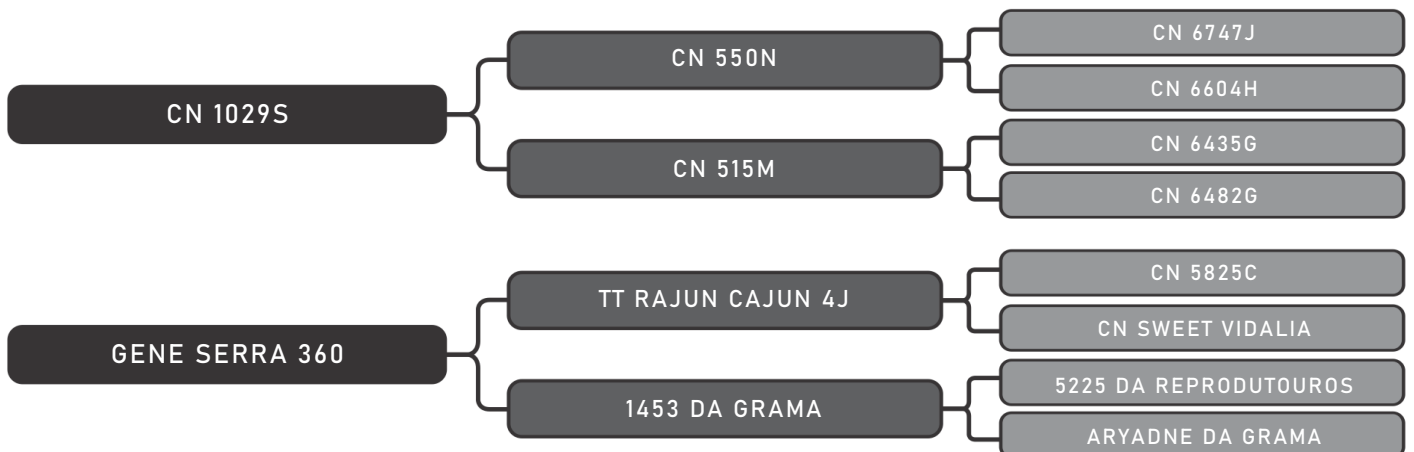 CN 6747J
CN 550N
CN 6604H
CN 1029S
CN 6435G
CN 515M
CN 6482G
CN 5825C
TT RAJUN CAJUN 4J
CN SWEET VIDALIA
GENE SERRA 360
5225 DA REPRODUTOUROS
1453 DA GRAMA
ARYADNE DA GRAMA